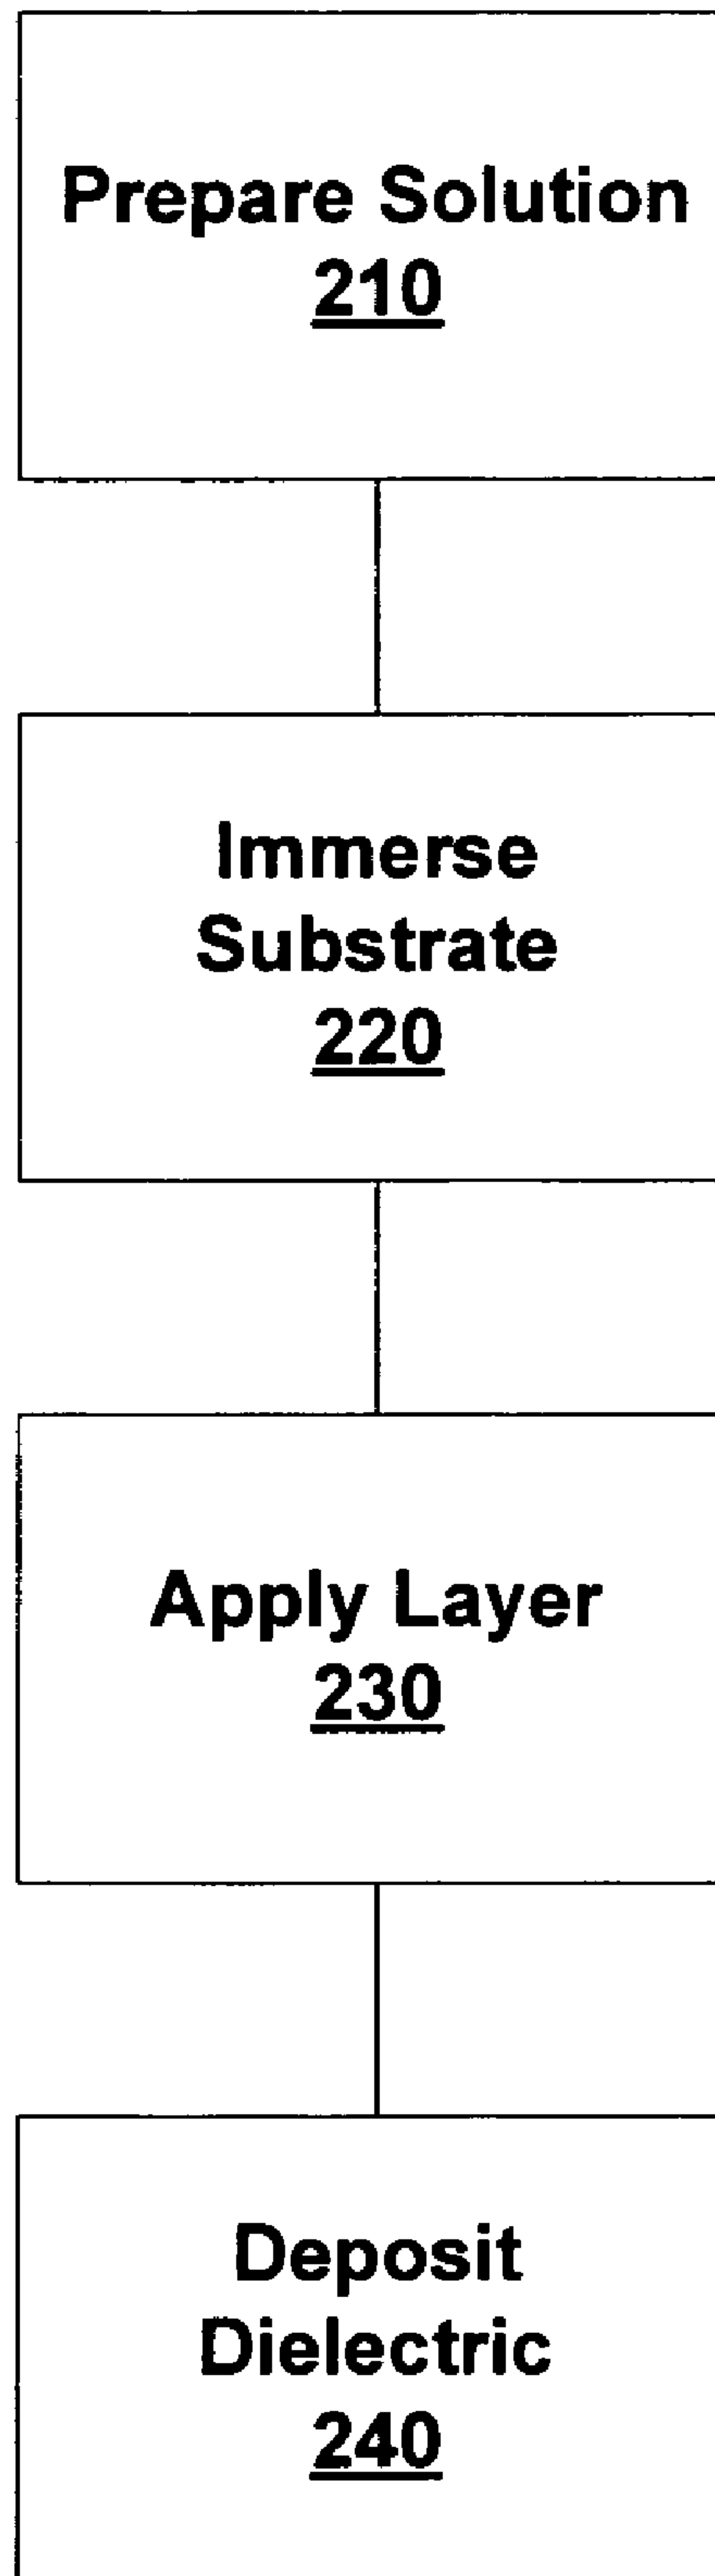 Prepare Solution
210
Immerse
Substrate
220
Apply Layer
230
Deposit
Dielectric
240